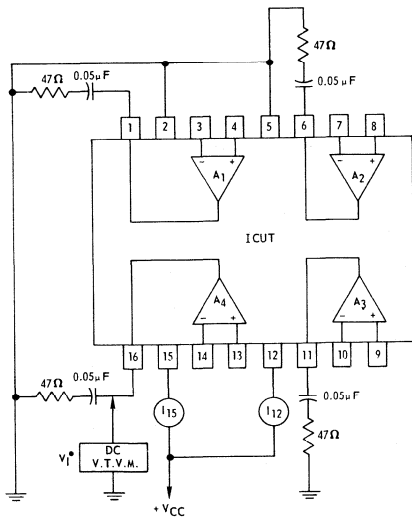 47Ω
0.05μF
47Ω 0.05μF
1 2 3 4 5 6 7 8
- + - +
A1 A2
ICUT
A4 A3
- + - +
16 15 14 13 12 11 10 9
47Ω 0.05μF
0.05μF
I15 I12
47Ω
V1• DC
V.T.V.M.
+ VCC